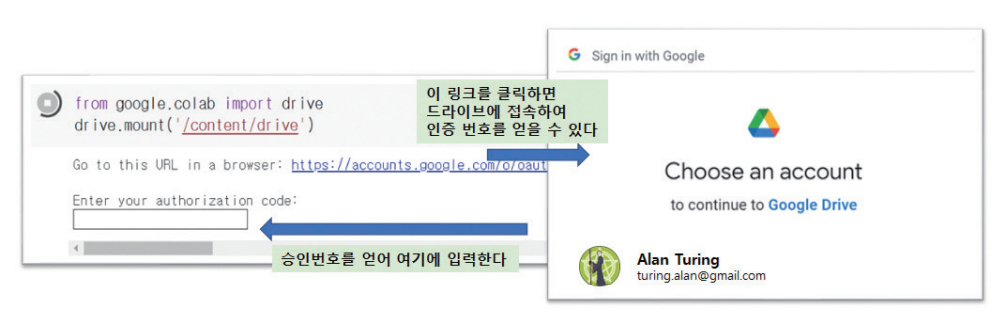 from google.colab import drive
drive.mount('/content/drive')
Go to this URL in a browser: https://accounts.google.com/o/oaut
Enter your authorization code:
이 링크를 클릭하면
드라이브에 접속하여
인증 번호를 얻을 수 있다
승인번호를 얻어 여기에 입력한다
Sign in with Google
Choose an account
to continue to Google Drive
Alan Turing
turing.alan@gmail.com